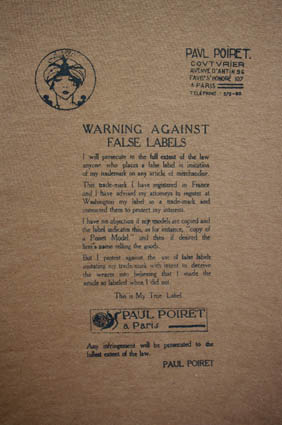 PAUL POIRET.
COUTURIER
AVENUE D'ANTIN 26
FAUBG ST HONORÉ 107
A PARIS
TÉLÉPHONE
WARNING AGAINST
FALSE LABELS
I will prosecute to the full extent of the law
anyone who places a false label in imitation
of my trademark on any article of merchandise.
This trade-mark I have registered in France
and I have advised my attorneys to register at
Washington my label as a trade-mark and
instructed them to protect my interests.
I have no objection if my models are copied and
the label indicates this, as for instance, "copy of
a Poiret Model," and then if desired the
firm's name selling the goods.
But I protest against the use of false labels
imitating my trade-mark with intent to deceive
the wearer into believing that I made the
article so labeled when I did not.
This is My True Label.
PAUL POIRET
a Paris
Any infringement will be prosecuted to the
fullest extent of the law.
PAUL POIRET